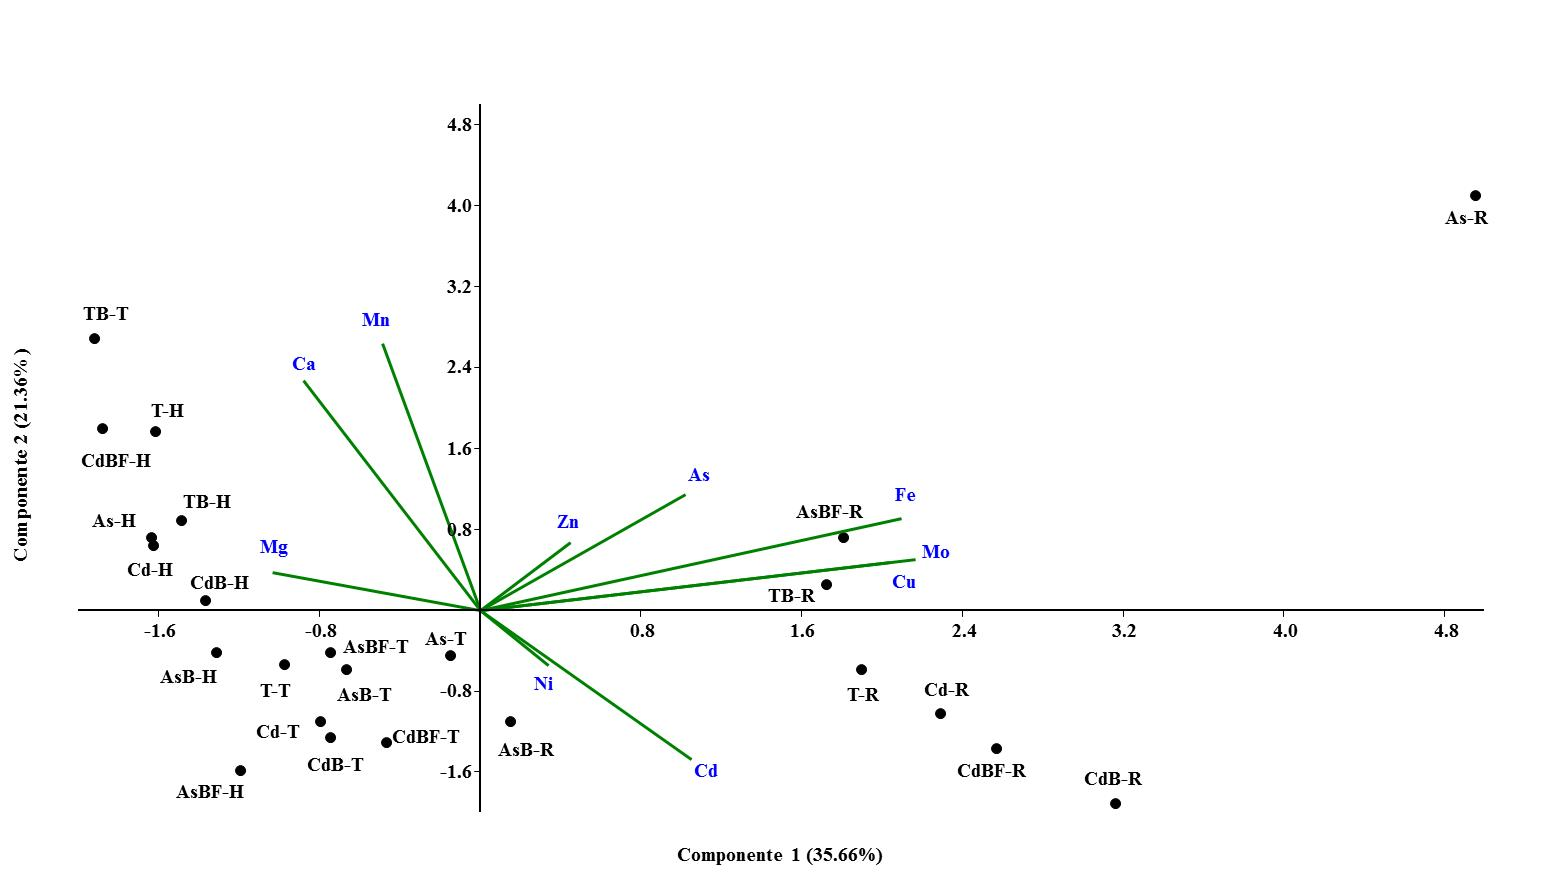 4.8
4.0
As-R
3.2
TB-T
Mn
Ca
2.4
T-H
1.6
CdBF-H
As
Fe
TB-H
AsBF-R
As-H
Zn
0.8
Mg
Mo
Cd-H
CdB-H
Cu
TB-R
-1.6 -0.8 0.8 1.6 2.4 3.2 4.0 4.8
As-T
AsBF-T
AsB-H
Ni
T-T
AsB-T
-0.8
T-R
Cd-R
Cd-T
CdBF-T
AsB-R
CdB-T
-1.6
Cd
CdBF-R
CdB-R
AsBF-H
Componente 2 (21.36%)
Componente 1 (35.66%)